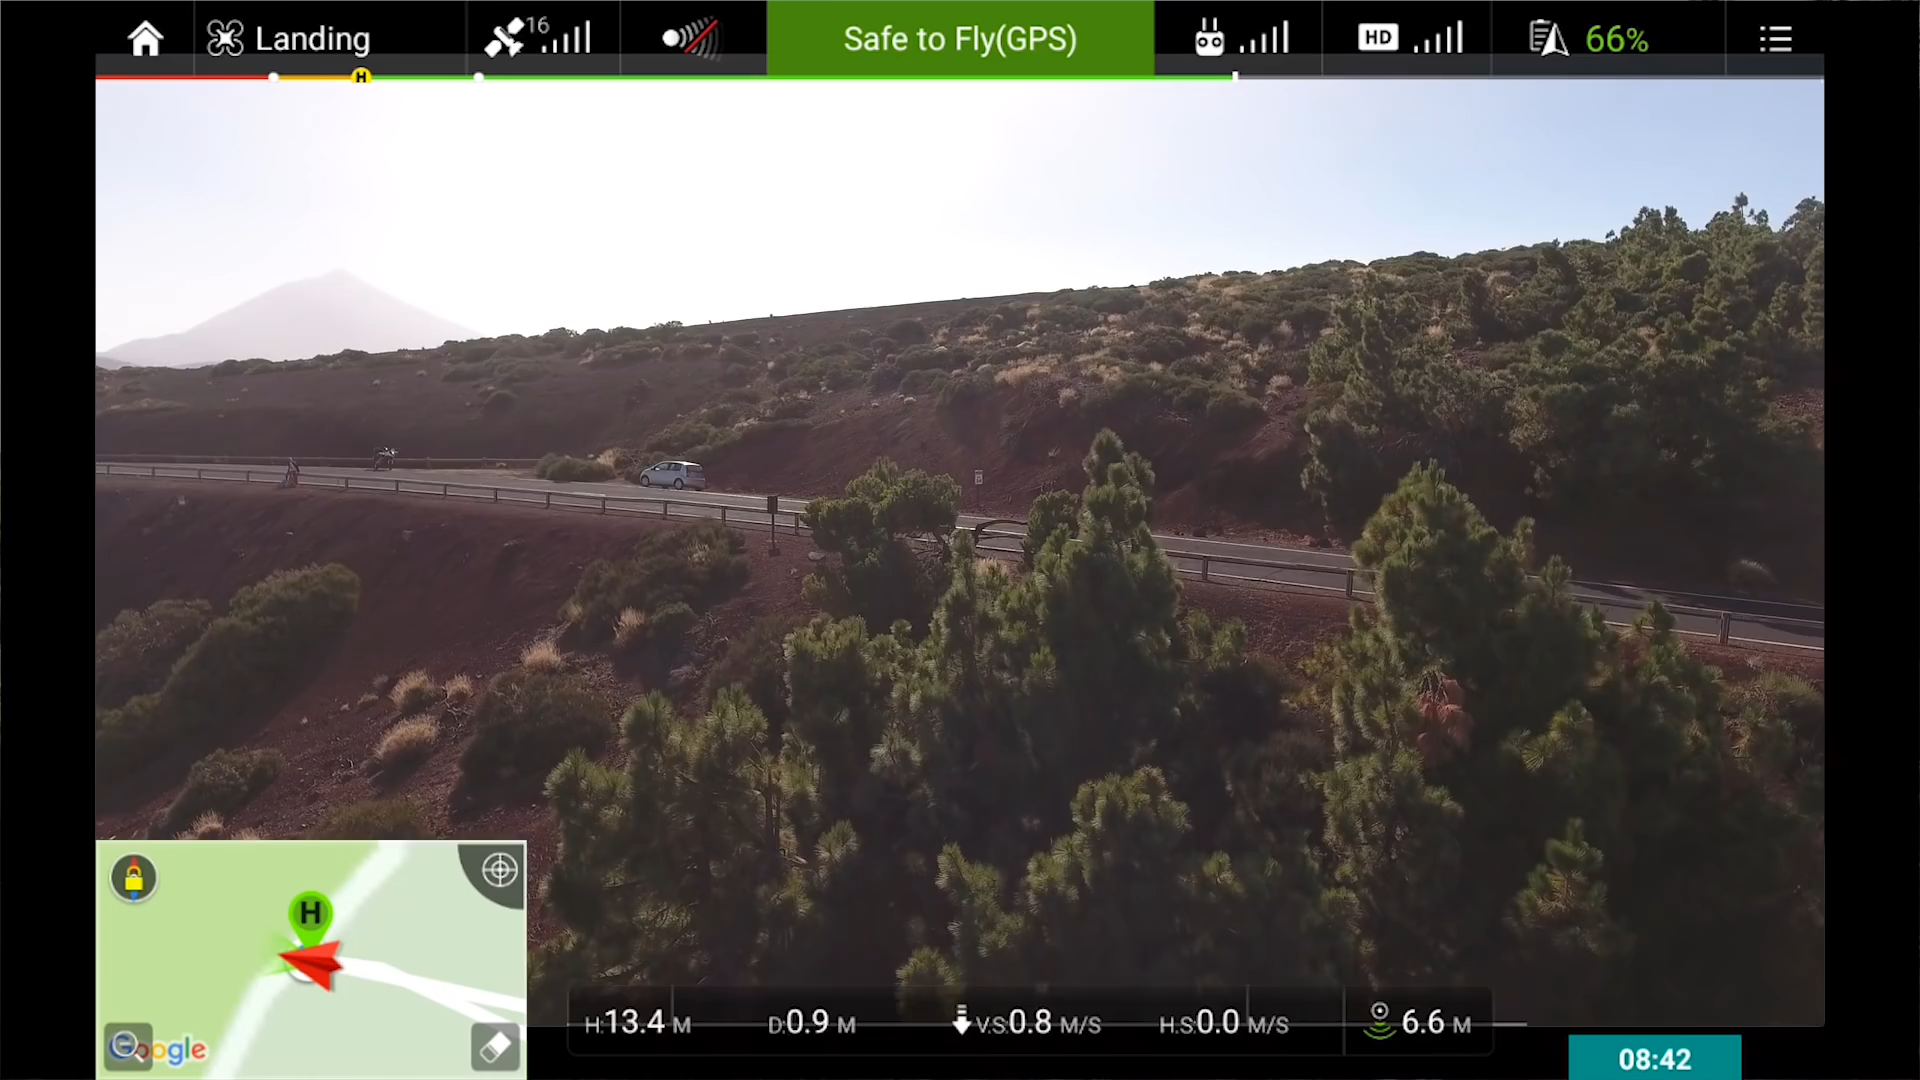 Landing
16
Safe to Fly(GPS)
HD
66%
H
H
Google
H:13.4 M
D:0.9 M
V.S:0.8 M/S
H.S:0.0 M/S
6.6 M
08:42